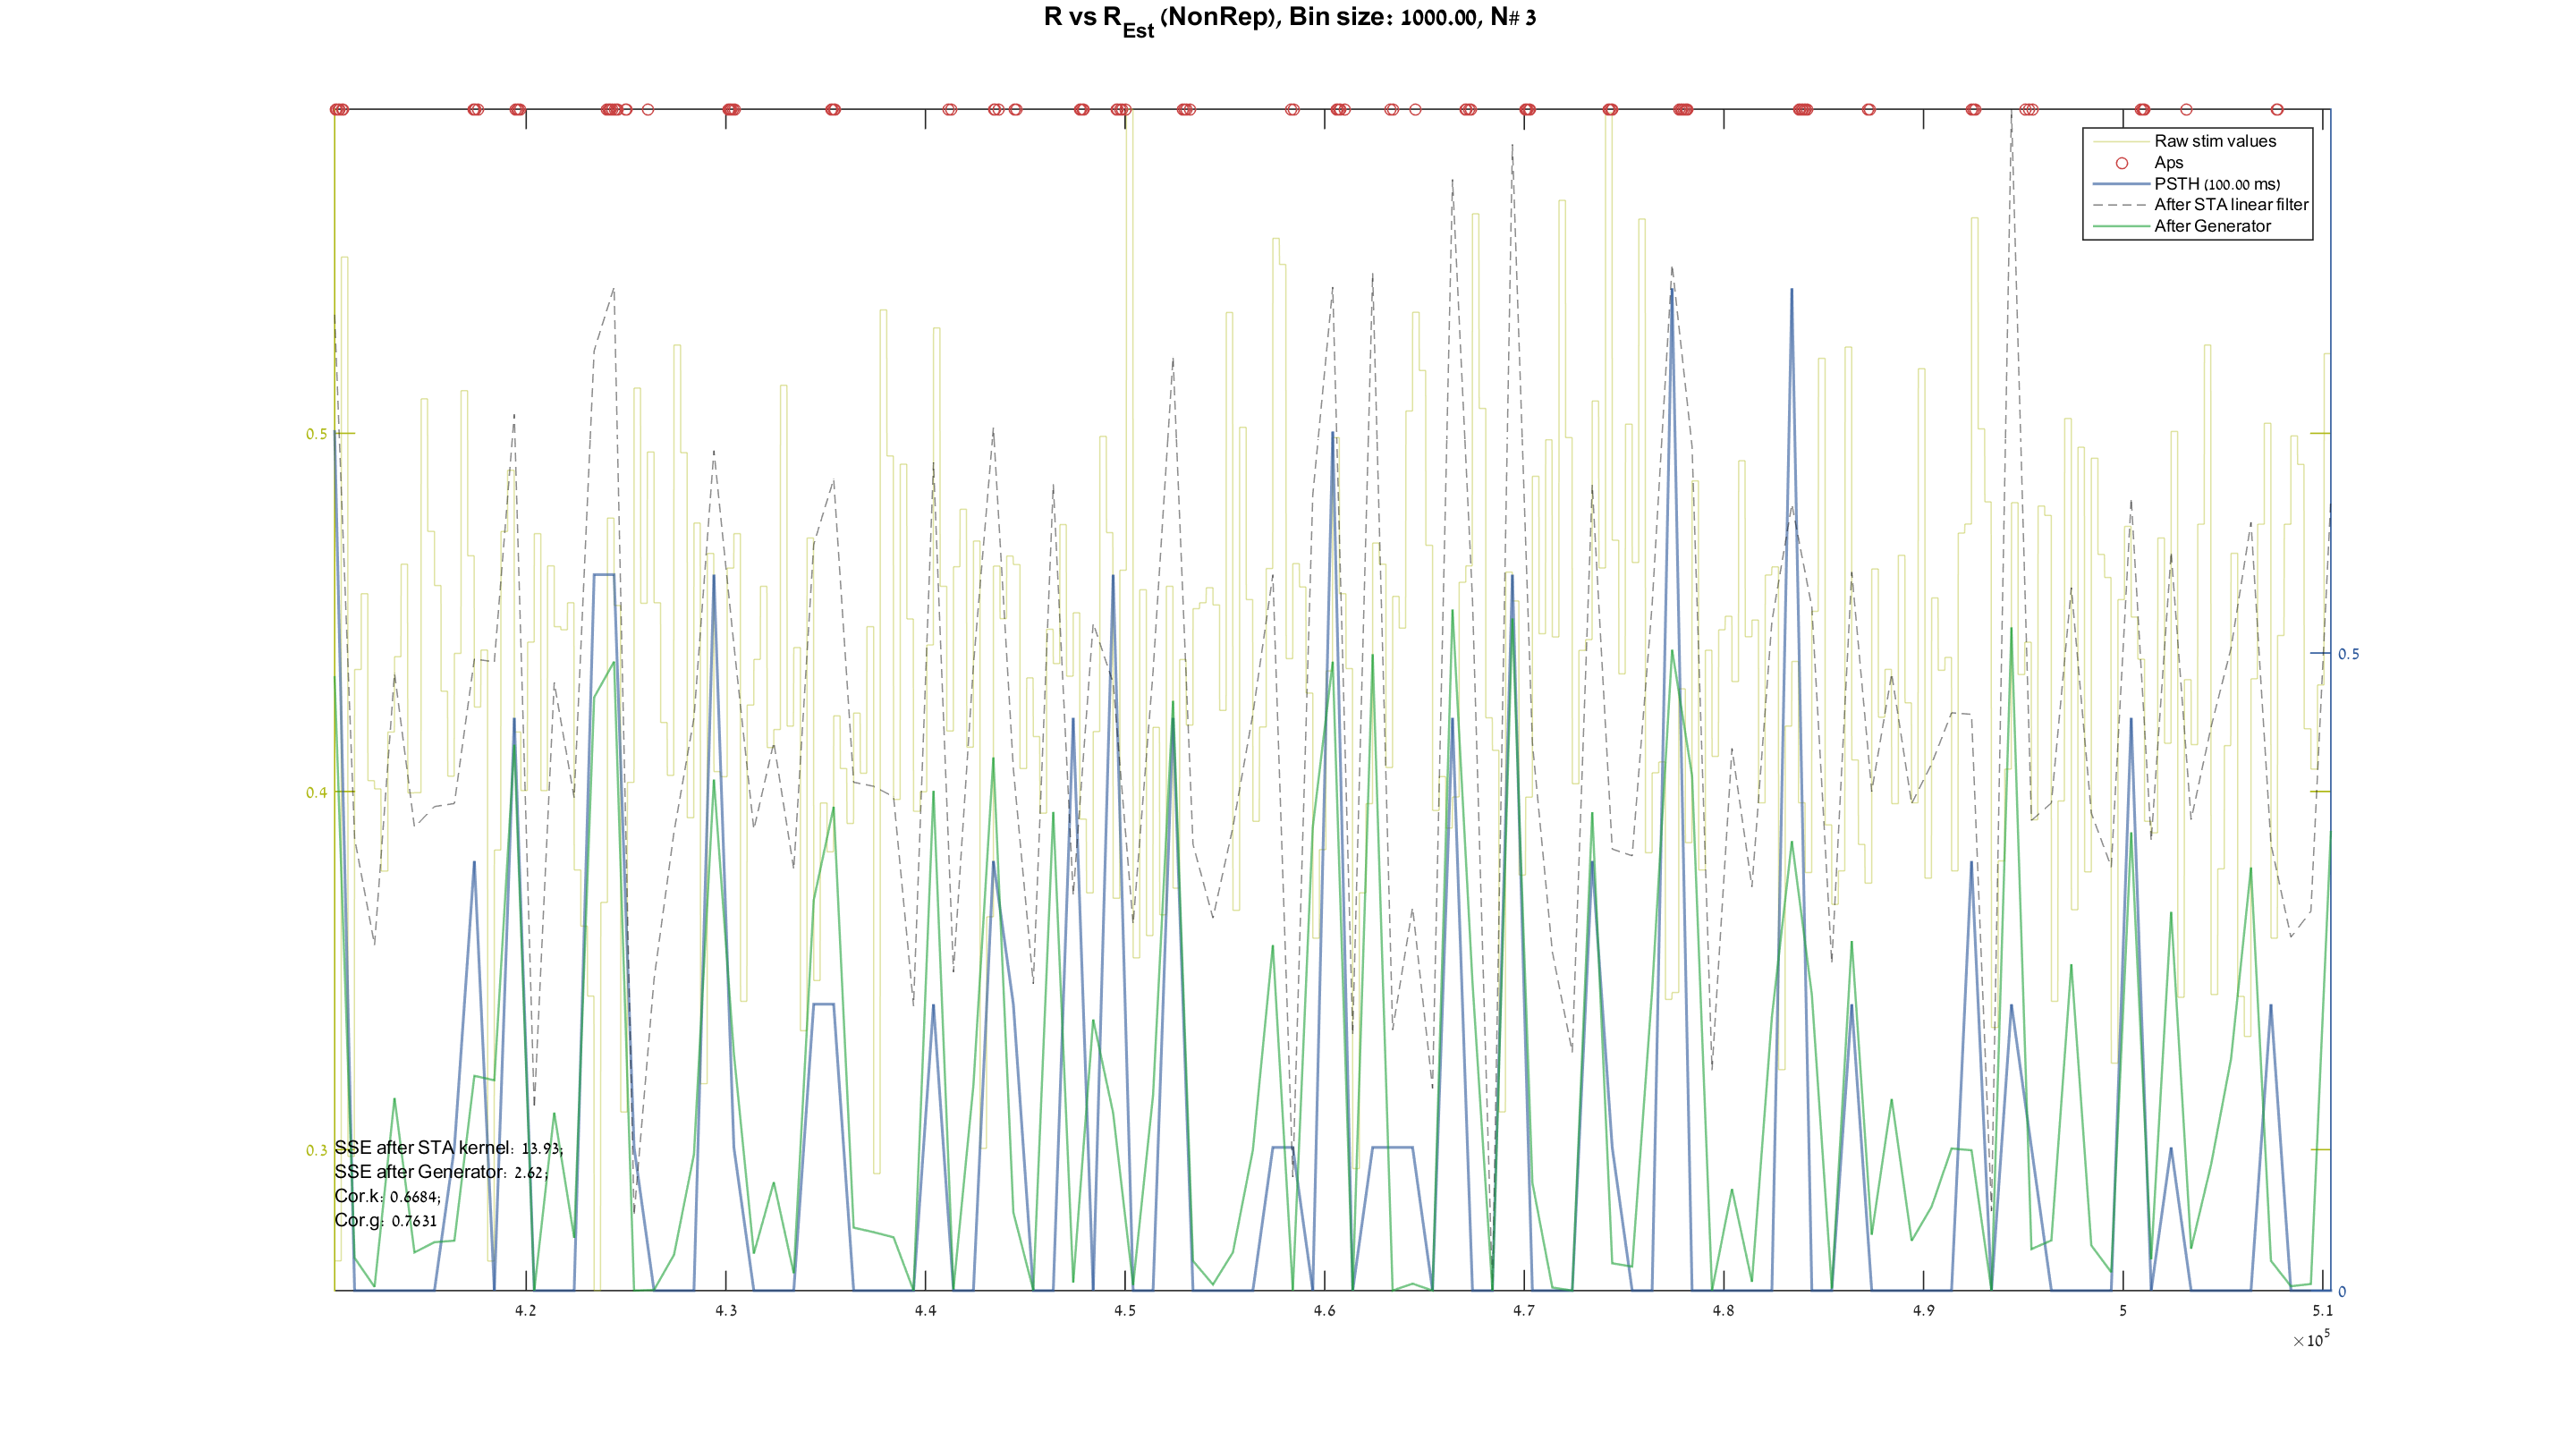 R vs R_Est (NonRep), Bin size: 1000.00, N# 3
Raw stim values
Aps
PSTH (100.00 ms)
After STA linear filter
After Generator
0.5
0.4
0.3
0.5
0
SSE after STA kernel: 13.93;
SSE after Generator: 2.62;
Cor.k: 0.6684;
Cor.g: 0.7631
4.2 4.3 4.4 4.5 4.6 4.7 4.8 4.9 5 5.1
×10^5